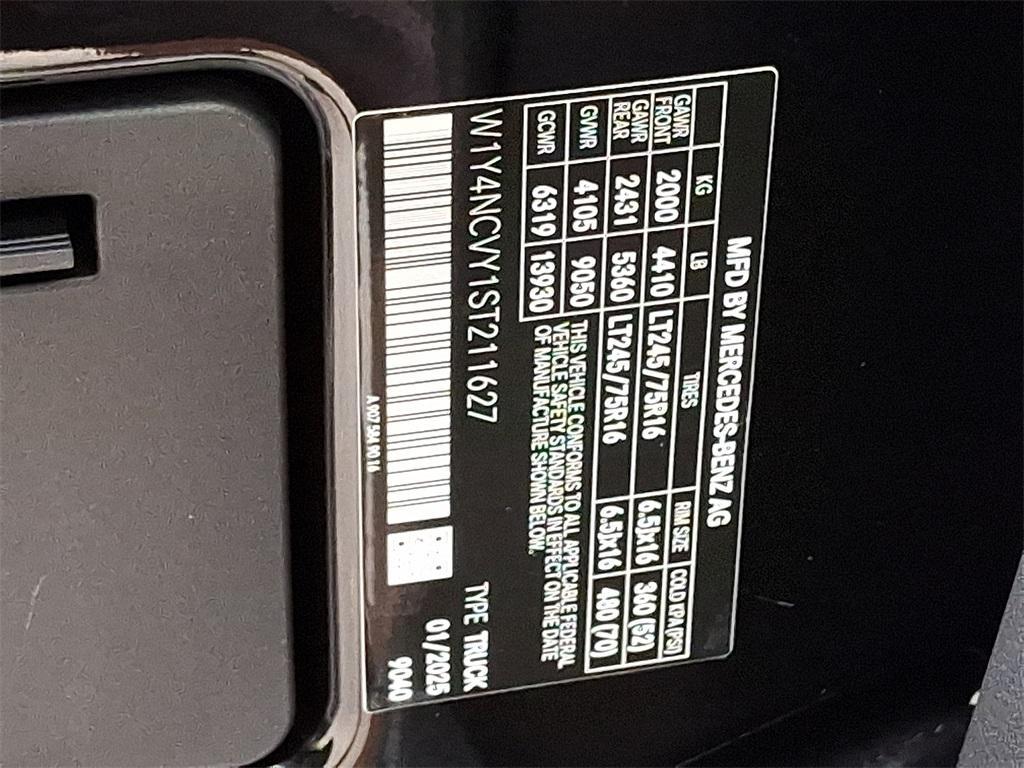 MFD BY MERCEDES-BENZ AG
KG LB TIRES RIM SIZE COLD KPA (PSI)
GAWR FRONT 2000 4410 LT245/75R16 6.5Jx16 360 (52)
GAWR REAR 2431 5360 LT245/75R16 6.5Jx16 480 (70)
GVWR 4105 9050
GCWR 6319 13930
THIS VEHICLE CONFORMS TO ALL APPLICABLE FEDERAL
VEHICLE SAFETY STANDARDS IN EFFECT ON THE DATE
OF MANUFACTURE SHOWN BELOW.
W1Y4NCVY1ST211627
TYPE TRUCK
01/2025
9040